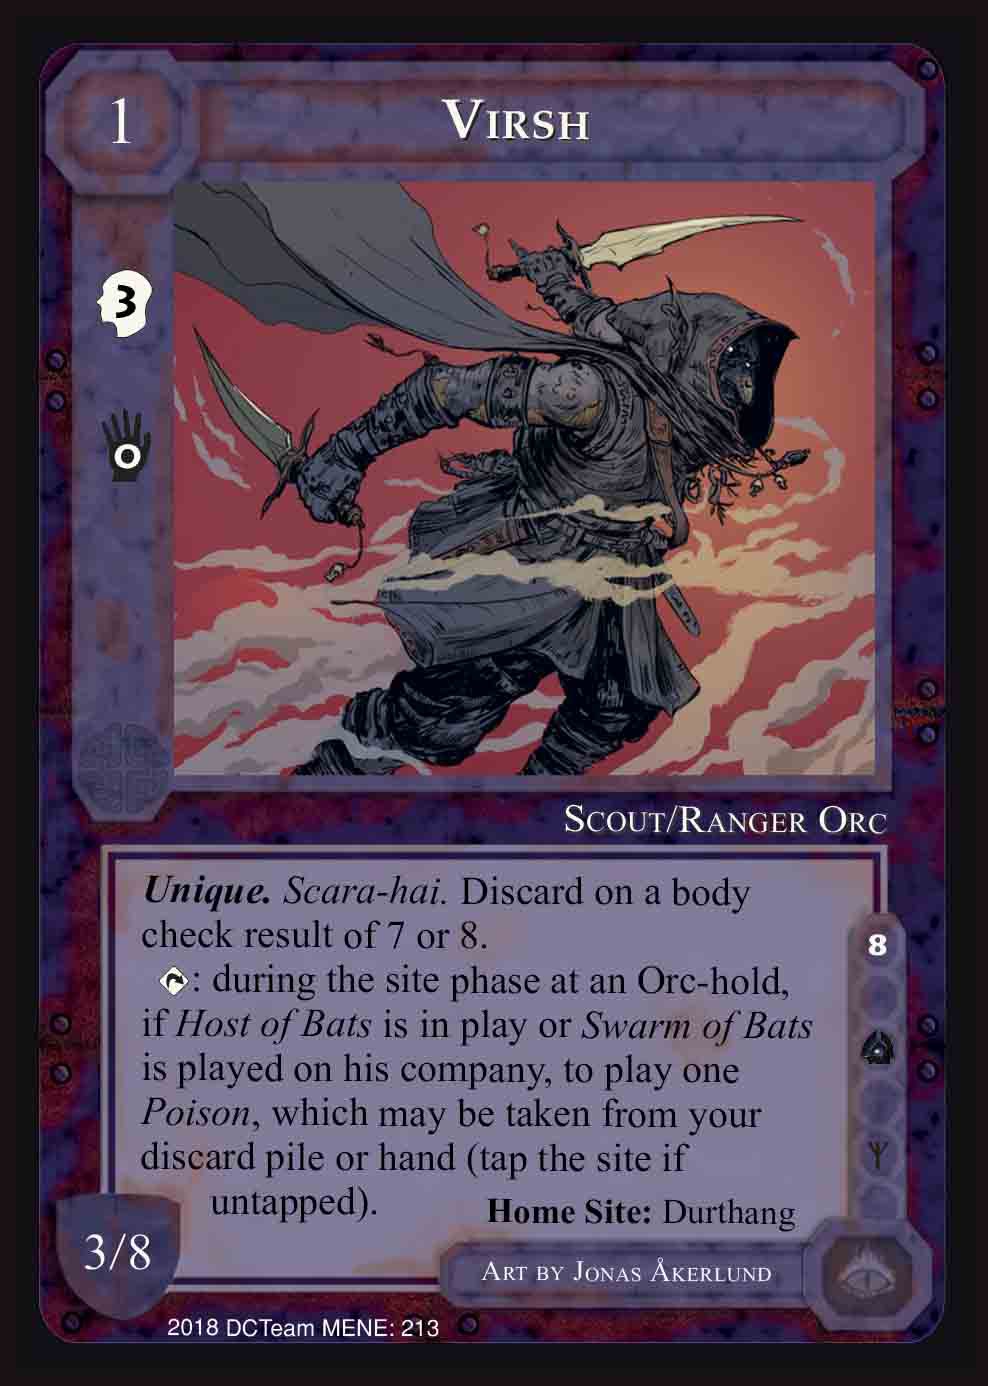 1
Virsh
3
0
Scout/Ranger Orc
Unique. Scara-hai. Discard on a body
check result of 7 or 8.
: during the site phase at an Orc-hold,
if Host of Bats is in play or Swarm of Bats
is played on his company, to play one
Poison, which may be taken from your
discard pile or hand (tap the site if
untapped).
8
Home Site: Durthang
3/8
Art by Jonas Åkerlund
2018 DCTeam MENE: 213